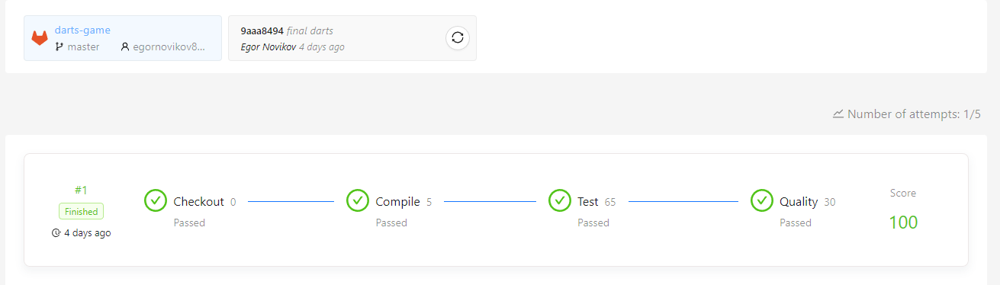 darts-game
master egornovikov8...
9aaa8494 final darts
Egor Novikov 4 days ago
Number of attempts: 1/5
#1
Finished
4 days ago
Checkout 0
Passed
Compile 5
Passed
Test 65
Passed
Quality 30
Passed
Score
100